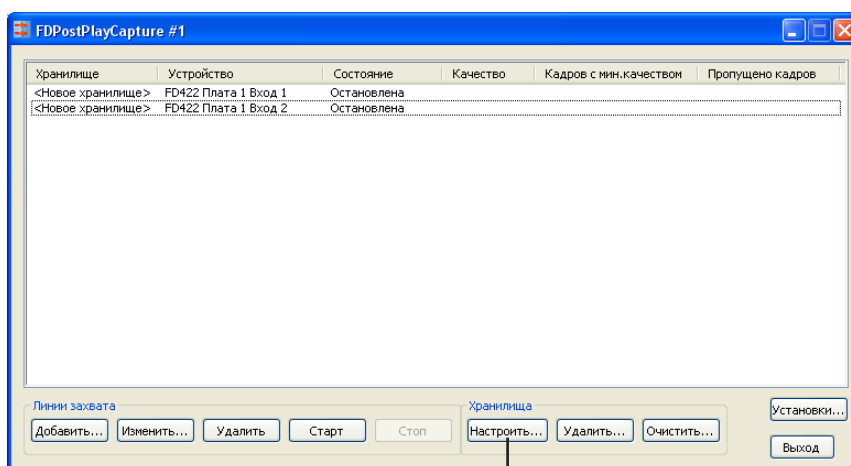 FDPostPlayCapture #1
Хранилище Устройство Состояние Качество Кадров с мин.качеством Пропущено кадров
<Новое хранилище> FD422 Плата 1 Вход 1 Остановлена
<Новое хранилище> FD422 Плата 1 Вход 2 Остановлена
Линии захвата Хранилища
Добавить... Изменить... Удалить Старт Стоп Настроить... Удалить... Очистить... Установки...
Выход